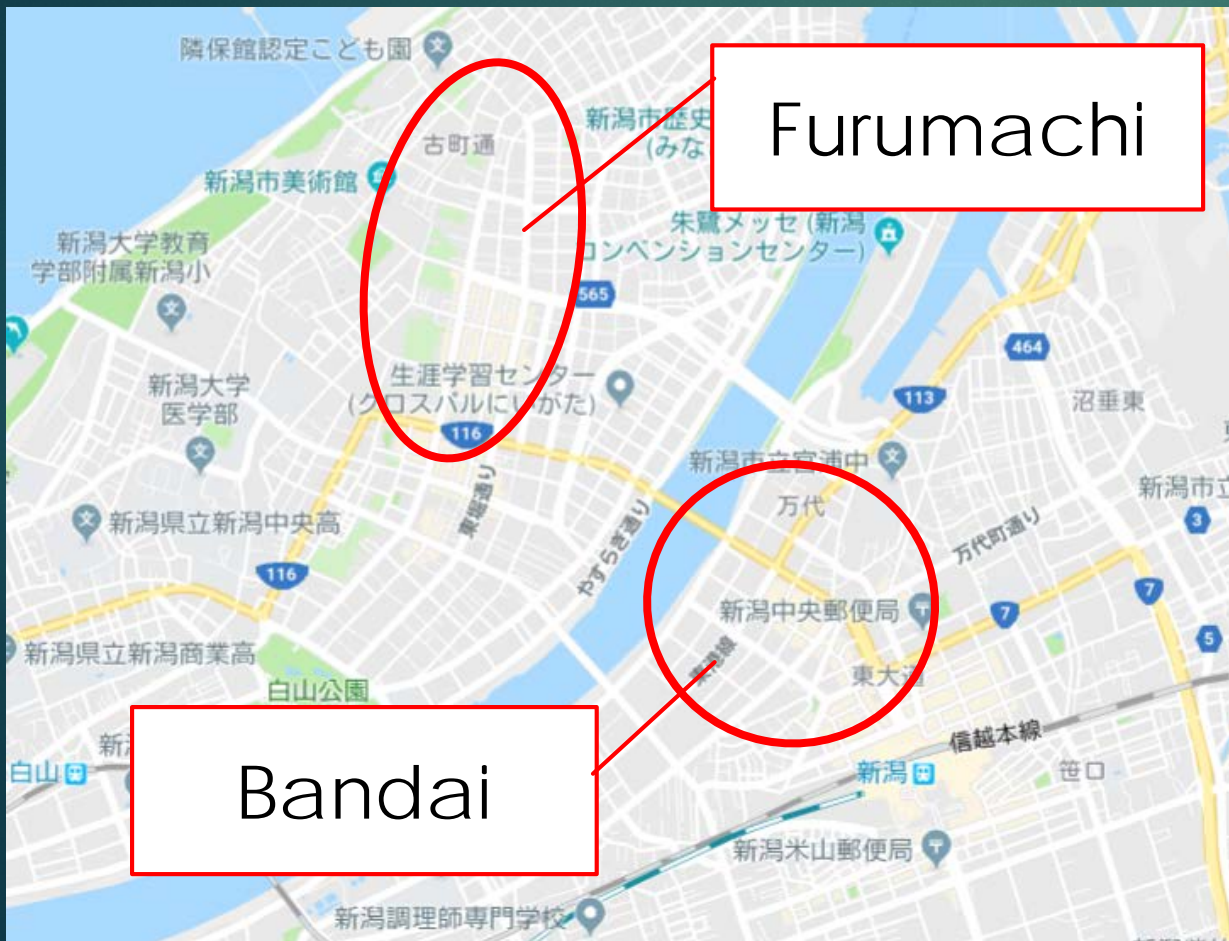 隣保館認定こども園
Furumachi
新潟市歴史
(みな
古町通
新潟市美術館
朱鷺メッセ (新潟
コンベンションセンター)
新潟大学教育
学部附属新潟小
565
464
生涯学習センター
(クロスパルにいがた)
新潟大学
医学部
113
沼垂東
116
新潟市立宮浦中
万代
東堀通り
新潟市立
3
新潟県立新潟中央高
やすらぎ通り
万代町通り
116
7
7
新潟中央郵便局
5
新潟県立新潟商業高
東港線
東大通
白山公園
信越本線
白山
新潟
笹口
Bandai
新潟米山郵便局
新潟調理師専門学校